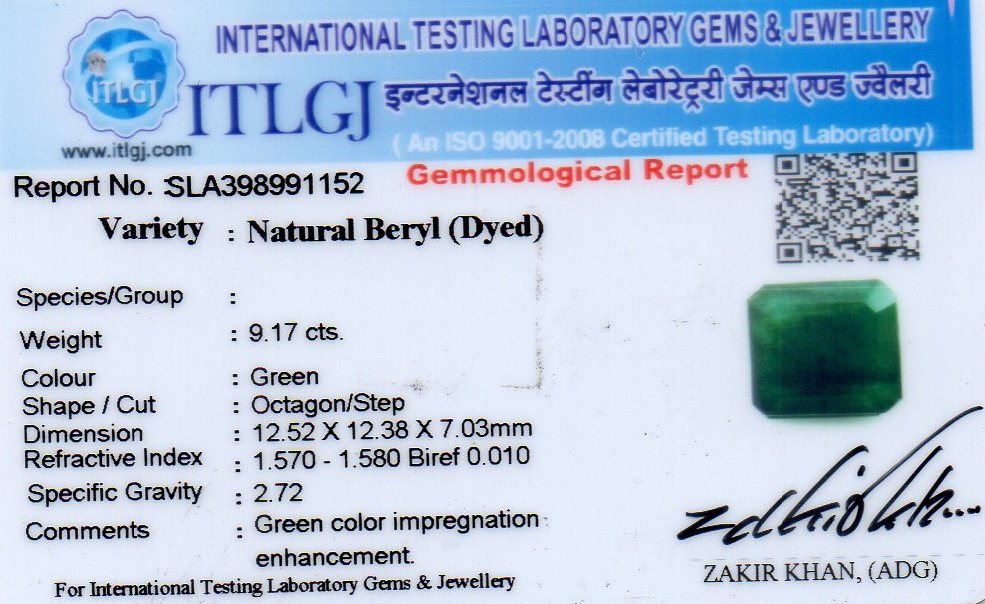 INTERNATIONAL TESTING LABORATORY GEMS & JEWELLERY
ITLGJ
ITLGJ इन्टरनेशनल टेस्टींग लेबोरेट्ररी जेम्स एण्ड ज्वैलरी
www.itlgj.com
( An ISO 9001-2008 Certified Testing Laboratory)
Gemmological Report
Report No. :SLA398991152
Variety : Natural Beryl (Dyed)
Species/Group :
Weight : 9.17 cts.
Colour : Green
Shape / Cut : Octagon/Step
Dimension : 12.52 X 12.38 X 7.03mm
Refractive Index : 1.570 - 1.580 Biref 0.010
Specific Gravity : 2.72
Comments : Green color impregnation
enhancement.
ZAKIR KHAN, (ADG)
For International Testing Laboratory Gems & Jewellery